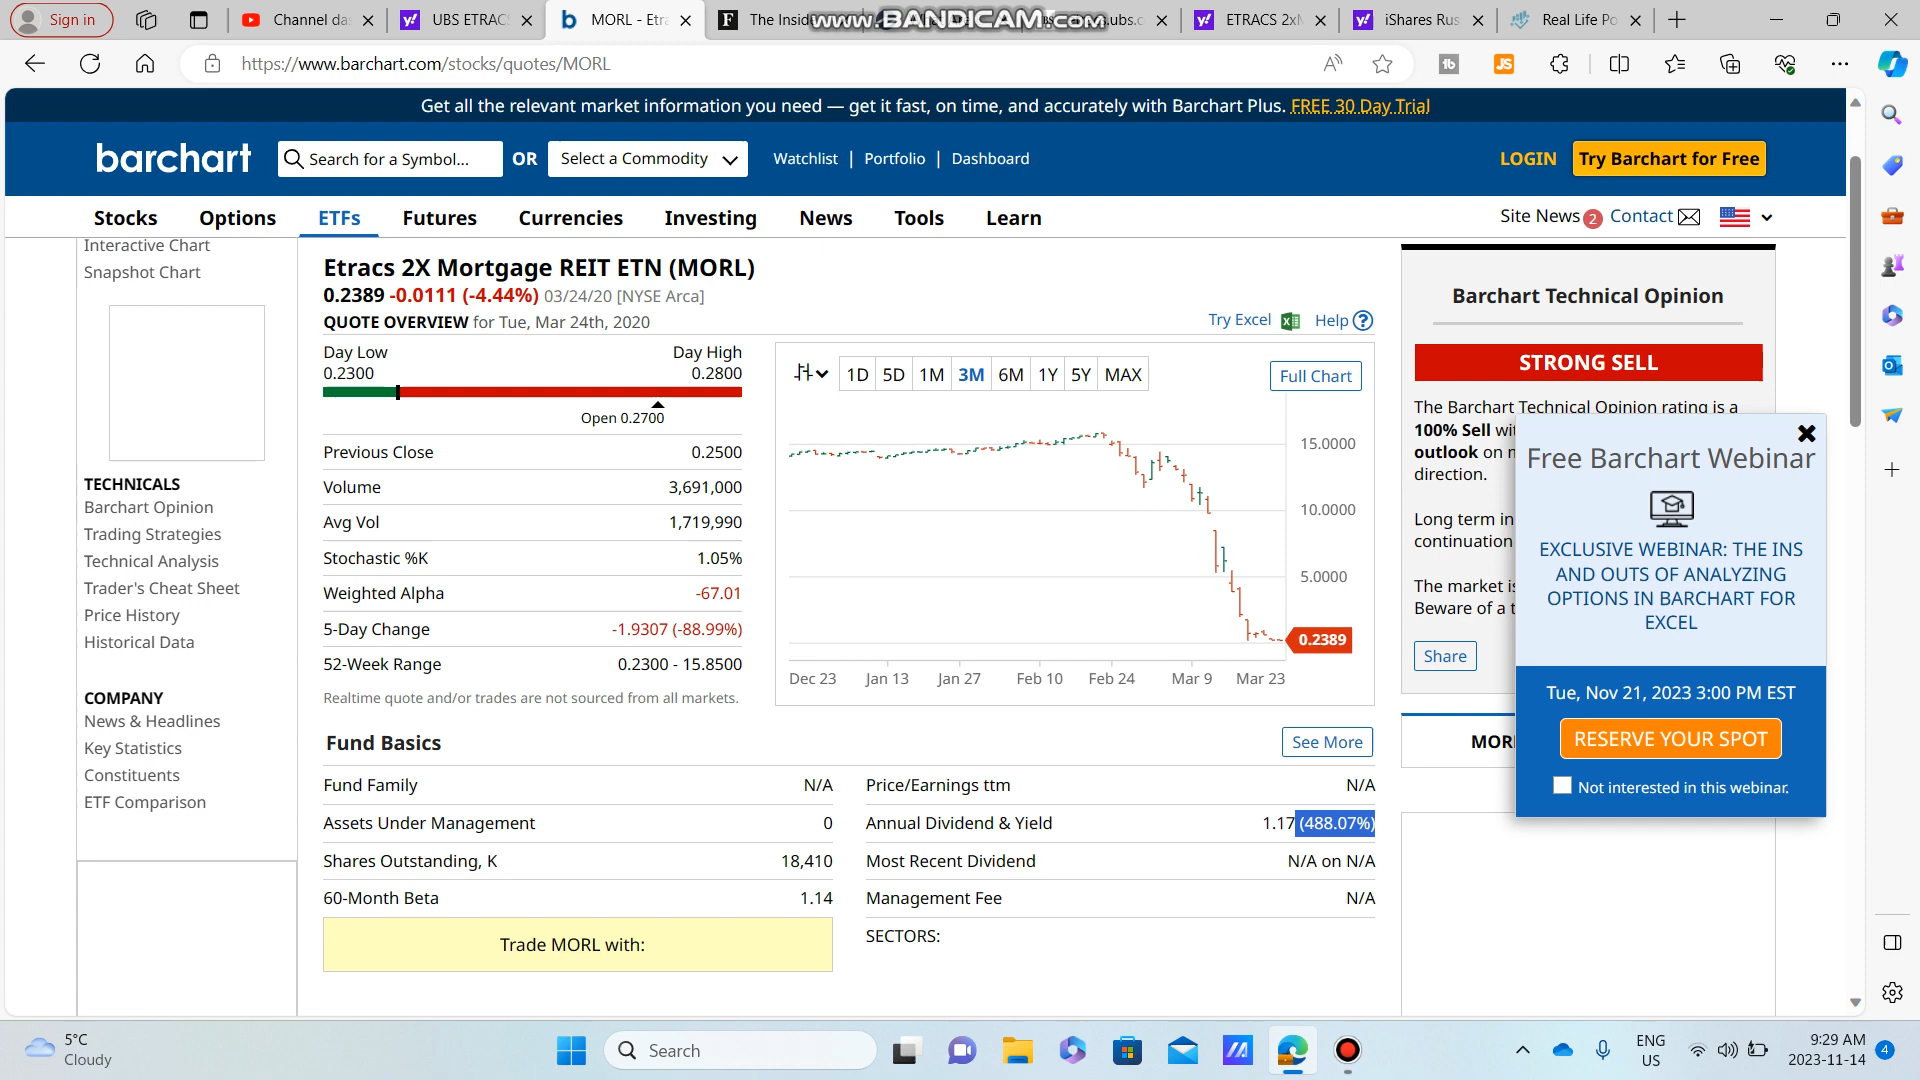 Sign in
Channel da
UBS ETRACS
MORL - Etra
The Insid
www.BANDICAM.com
ubs.c
ETRACS 2xM
iShares Rus
Real Life Po
https://www.barchart.com/stocks/quotes/MORL
Get all the relevant market information you need — get it fast, on time, and accurately with Barchart Plus. FREE 30 Day Trial
barchart
Search for a Symbol...
OR
Select a Commodity
Watchlist | Portfolio | Dashboard
LOGIN
Try Barchart for Free
Stocks Options ETFs Futures Currencies Investing News Tools Learn
Site News 2 Contact
Interactive Chart
Snapshot Chart
TECHNICALS
Barchart Opinion
Trading Strategies
Technical Analysis
Trader's Cheat Sheet
Price History
Historical Data
COMPANY
News & Headlines
Key Statistics
Constituents
ETF Comparison
Etracs 2X Mortgage REIT ETN (MORL)
0.2389 -0.0111 (-4.44%) 03/24/20 [NYSE Arca]
QUOTE OVERVIEW for Tue, Mar 24th, 2020
Try Excel
Help
Day Low Day High
0.2300 0.2800
Open 0.2700
Previous Close 0.2500
Volume 3,691,000
Avg Vol 1,719,990
Stochastic %K 1.05%
Weighted Alpha -67.01
5-Day Change -1.9307 (-88.99%)
52-Week Range 0.2300 - 15.8500
Realtime quote and/or trades are not sourced from all markets.
1D 5D 1M 3M 6M 1Y 5Y MAX
Full Chart
15.0000
10.0000
5.0000
0.2389
Dec 23 Jan 13 Jan 27 Feb 10 Feb 24 Mar 9 Mar 23
Fund Basics
See More
Fund Family N/A
Assets Under Management 0
Shares Outstanding, K 18,410
60-Month Beta 1.14
Price/Earnings ttm N/A
Annual Dividend & Yield 1.17 (488.07%)
Most Recent Dividend N/A on N/A
Management Fee N/A
SECTORS:
Trade MORL with:
Barchart Technical Opinion
STRONG SELL
The Barchart Technical Opinion rating is a
100% Sell wit
outlook on m
direction.
Long term in
continuation
The market is
Beware of a t
Share
MORL
Free Barchart Webinar
EXCLUSIVE WEBINAR: THE INS
AND OUTS OF ANALYZING
OPTIONS IN BARCHART FOR
EXCEL
Tue, Nov 21, 2023 3:00 PM EST
RESERVE YOUR SPOT
Not interested in this webinar.
5°C
Cloudy
Search
ENG
US
9:29 AM
2023-11-14
4